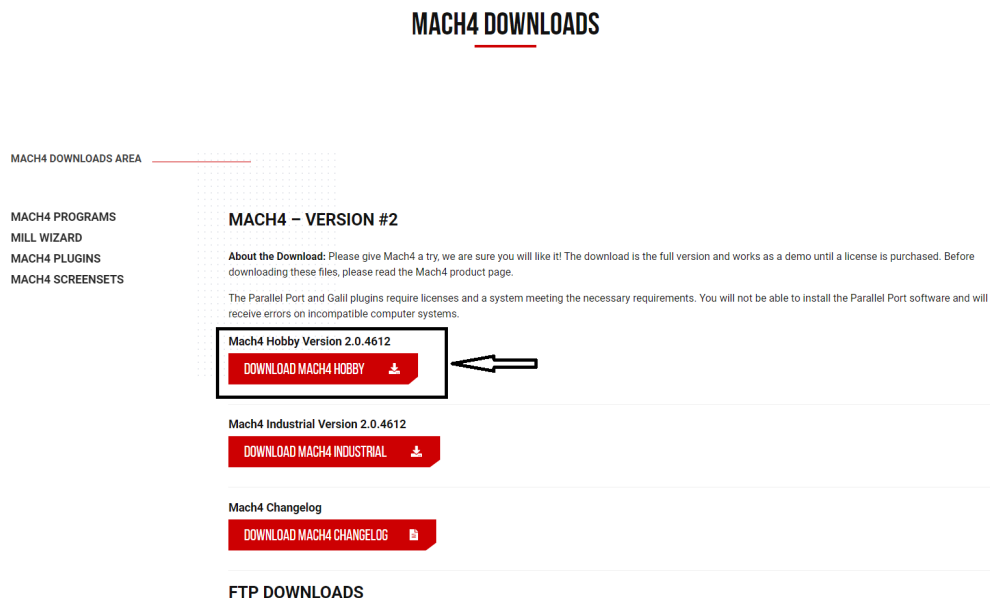 MACH4 DOWNLOADS
MACH4 DOWNLOADS AREA
MACH4 PROGRAMS
MILL WIZARD
MACH4 PLUGINS
MACH4 SCREENSETS
MACH4 – VERSION #2
About the Download: Please give Mach4 a try, we are sure you will like it! The download is the full version and works as a demo until a license is purchased. Before
downloading these files, please read the Mach4 product page.
The Parallel Port and Galil plugins require licenses and a system meeting the necessary requirements. You will not be able to install the Parallel Port software and will
receive errors on incompatible computer systems.
Mach4 Hobby Version 2.0.4612
DOWNLOAD MACH4 HOBBY
Mach4 Industrial Version 2.0.4612
DOWNLOAD MACH4 INDUSTRIAL
Mach4 Changelog
DOWNLOAD MACH4 CHANGELOG
FTP DOWNLOADS